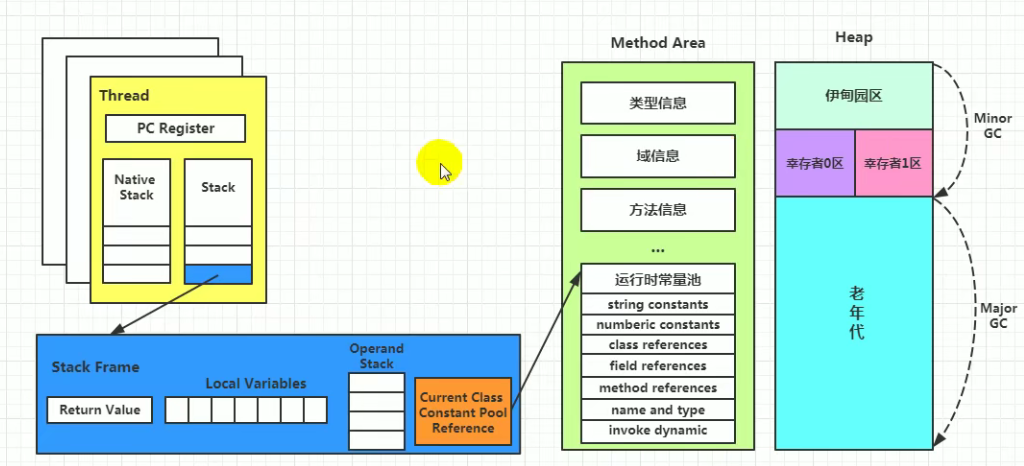 Thread
PC Register
Native
Stack
Stack
Stack Frame
Return Value
Local Variables
Operand
Stack
Current Class
Constant Pool
Reference
Method Area
类型信息
域信息
方法信息
...
运行时常量池
string constants
numberic constants
class references
field references
method references
name and type
invoke dynamic
Heap
伊甸园区
幸存者0区
幸存者1区
老
年
代
Minor
GC
Major
GC